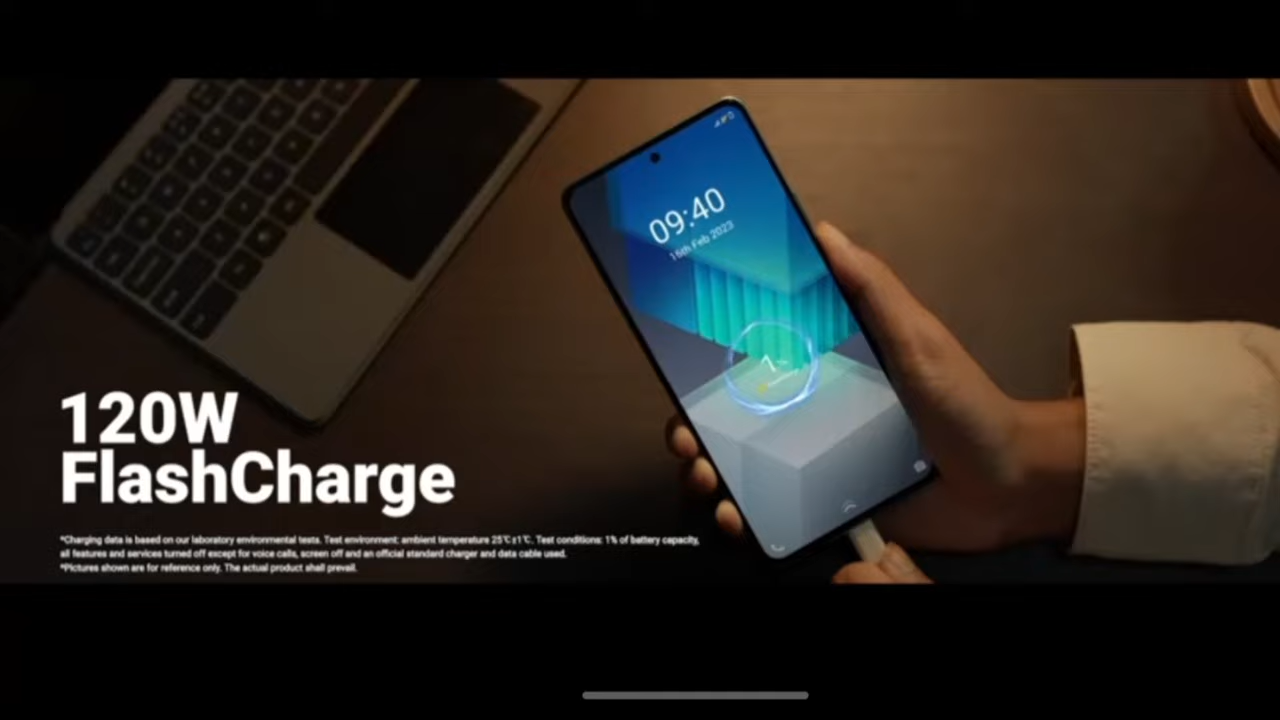 09:40
16th Feb 2023
120W
FlashCharge
*Charging data is based on our laboratory environmental tests. Test environment: ambient temperature 25℃±1℃. Test conditions: 1% of battery capacity,
all features and services turned off except for voice calls, screen off and an official standard charger and data cable used.
*Pictures shown are for reference only. The actual product shall prevail.